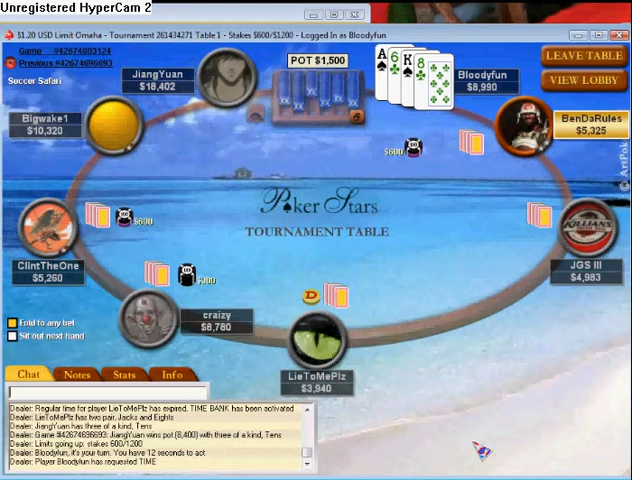 Unregistered HyperCam 2
$1.20 USD Limit Omaha - Tournament 261434271 Table 1 - Stakes $600/$1200 - Logged In as Bloodyfun
Game #42674803124
Previous #42674696693
Soccer Safari
JiangYuan
$18,402
POT $1,500
A
6
K
8
Bloodyfun
$8,990
LEAVE TABLE
VIEW LOBBY
Bigwake1
$10,320
BenDaRules
$5,325
$600
© ArtPok
Poker Stars
TOURNAMENT TABLE
$600
ClintTheOne
$5,260
KILLIANS
JGS III
$4,983
$300
craizy
$8,780
D
LieToMePlz
$3,940
Fold to any bet
Sit out next hand
Chat
Notes
Stats
Info
Dealer: Regular time for player LieToMePlz has expired. TIME BANK has been activated
Dealer: LieToMePlz has two pair, Jacks and Eights
Dealer: JiangYuan has three of a kind, Tens
Dealer: Game #42674696693: JiangYuan wins pot (8,400) with three of a kind, Tens
Dealer: Limits going up: stakes 600/1200
Dealer: Bloodyfun, it's your turn. You have 12 seconds to act
Dealer: Player Bloodyfun has requested TIME